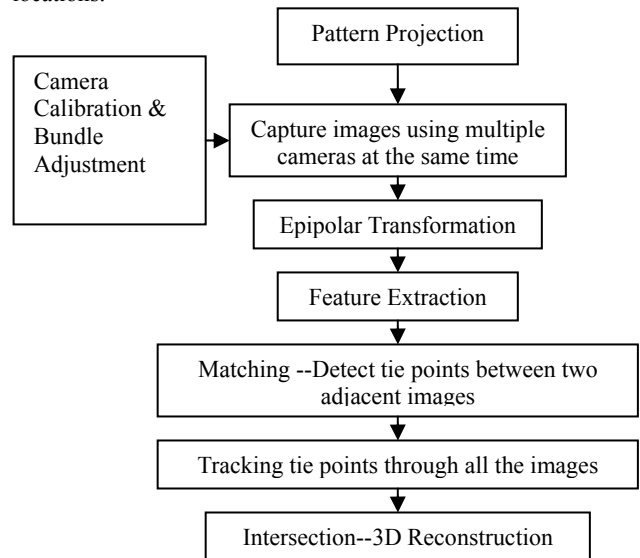 locations.
Pattern Projection
Camera
Calibration &
Bundle
Adjustment
Capture images using multiple
cameras at the same time
Epipolar Transformation
Feature Extraction
Matching --Detect tie points between two
adjacent images
Tracking tie points through all the images
Intersection--3D Reconstruction